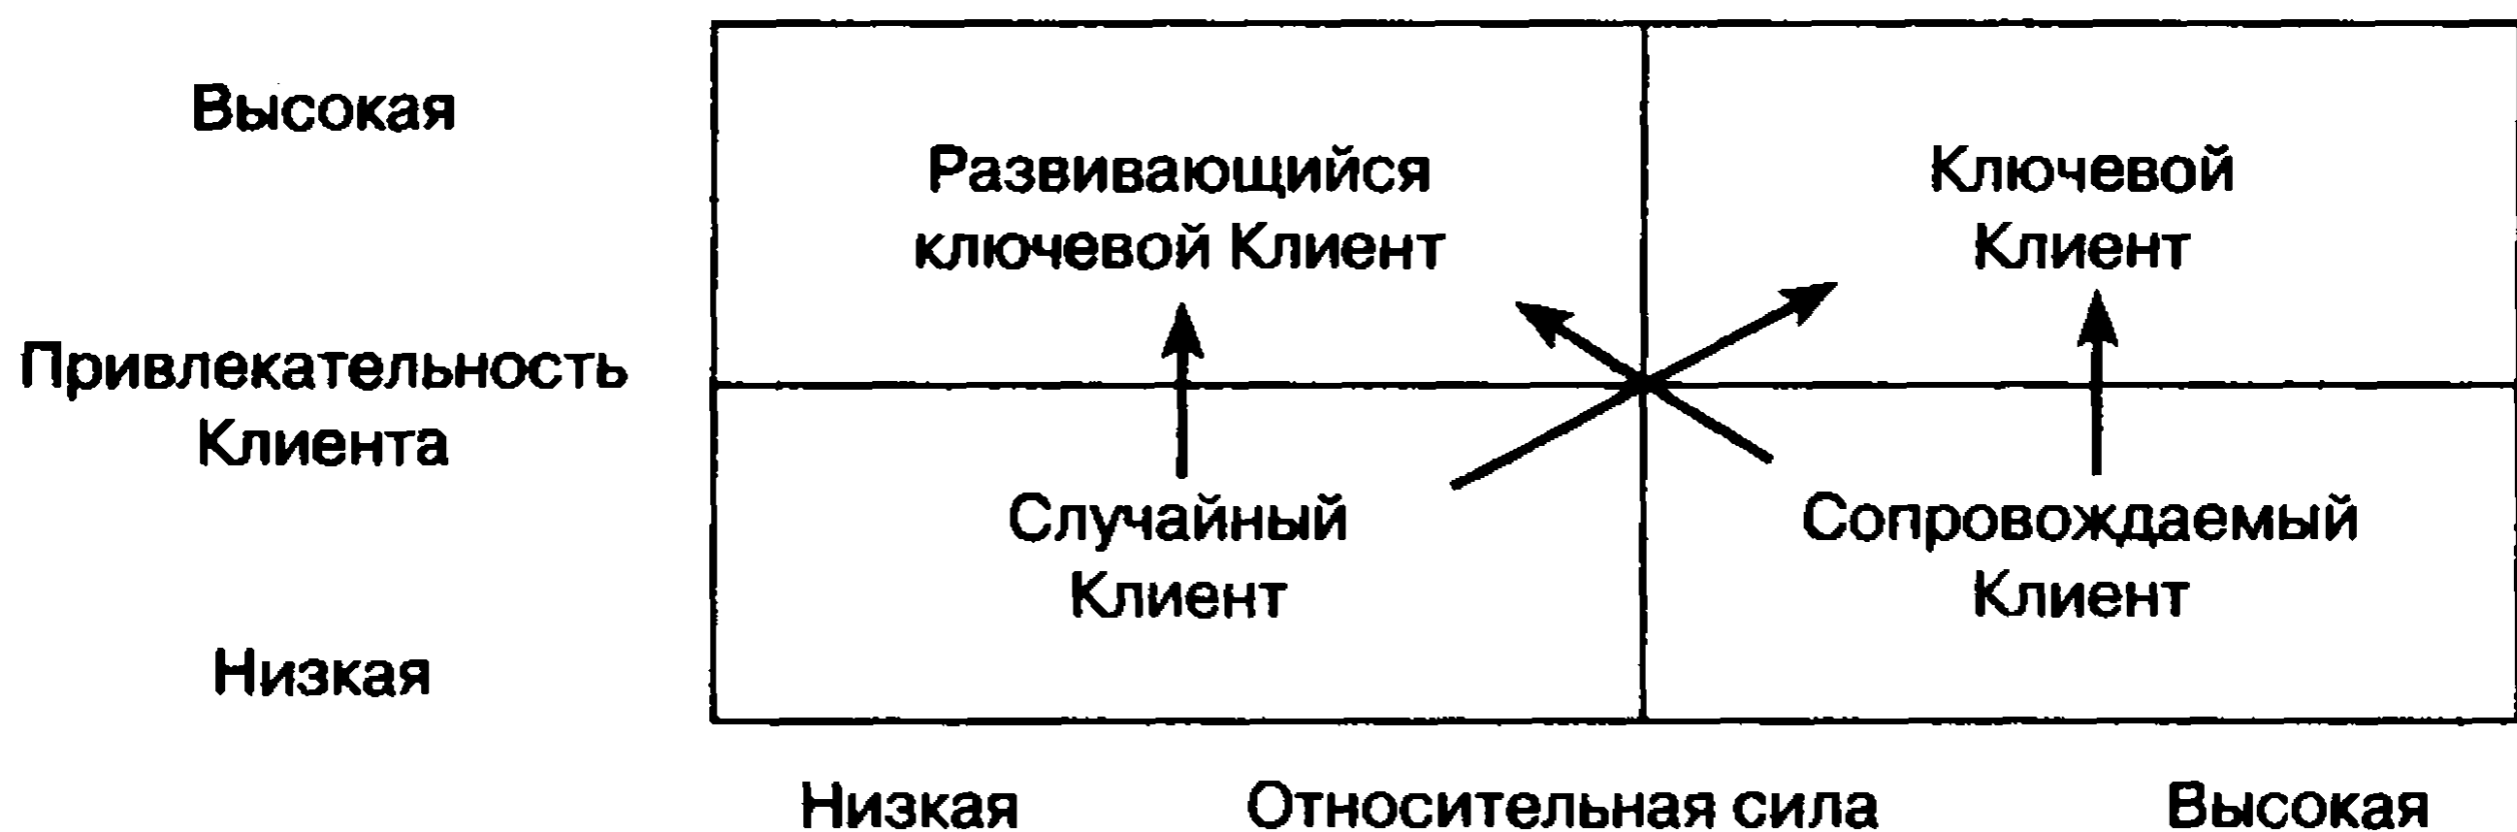 Высокая
Развивающийся
ключевой Клиент
Ключевой
Клиент
Привлекательность
Клиента
Случайный
Клиент
Сопровождаемый
Клиент
Низкая
Низкая
Относительная сила
Высокая